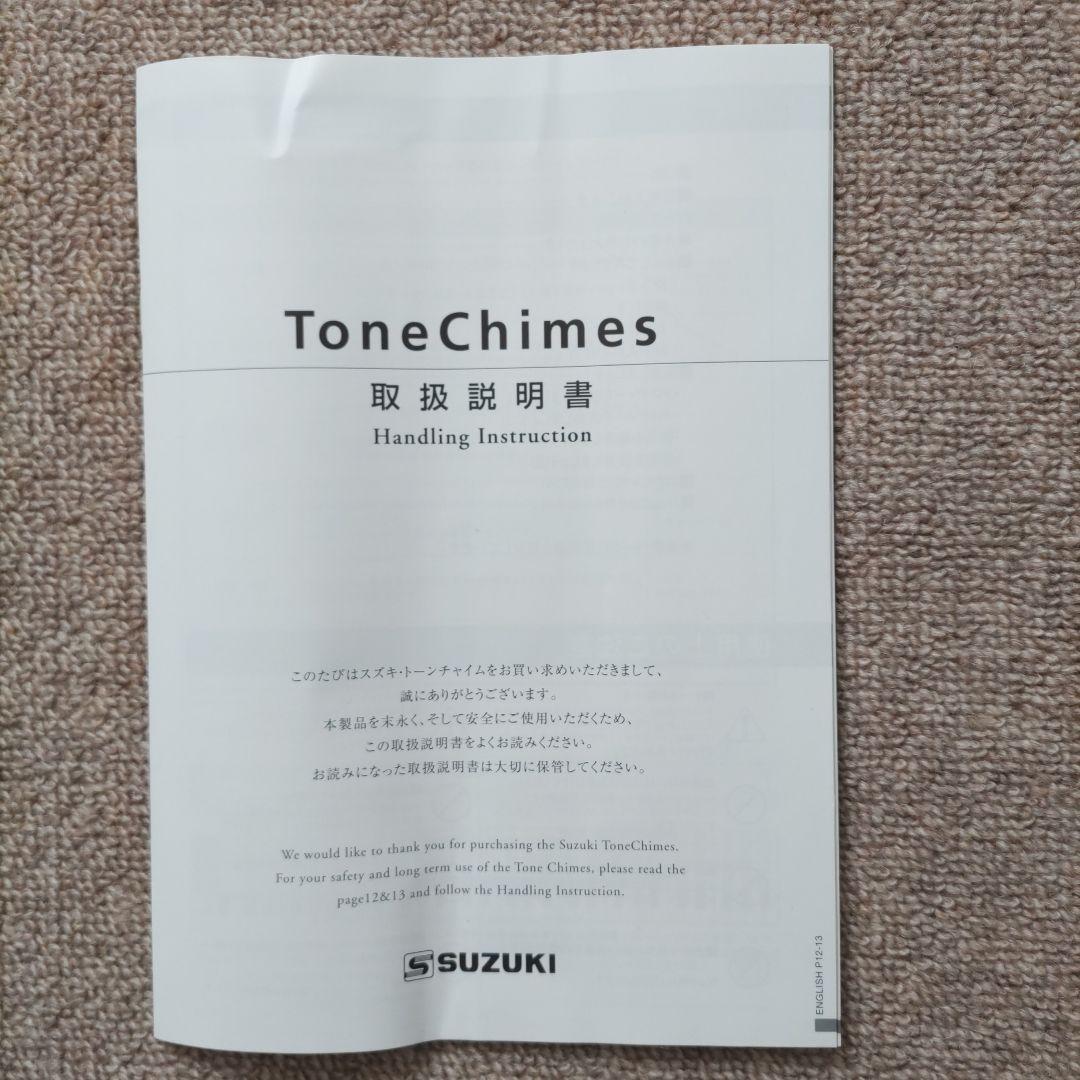 ToneChimes
取扱説明書
Handling Instruction
このたびはスズキ・トーンチャイムをお買い求めいただきまして、
誠にありがとうございます。
本製品を末永く、そして安全にご使用いただくため、
この取扱説明書をよくお読みください。
お読みになった取扱説明書は大切に保管してください。
We would like to thank you for purchasing the Suzuki ToneChimes.
For your safety and long term use of the Tone Chimes, please read the
page12&13 and follow the Handling Instruction.
SUZUKI
ENGLISH P12-13